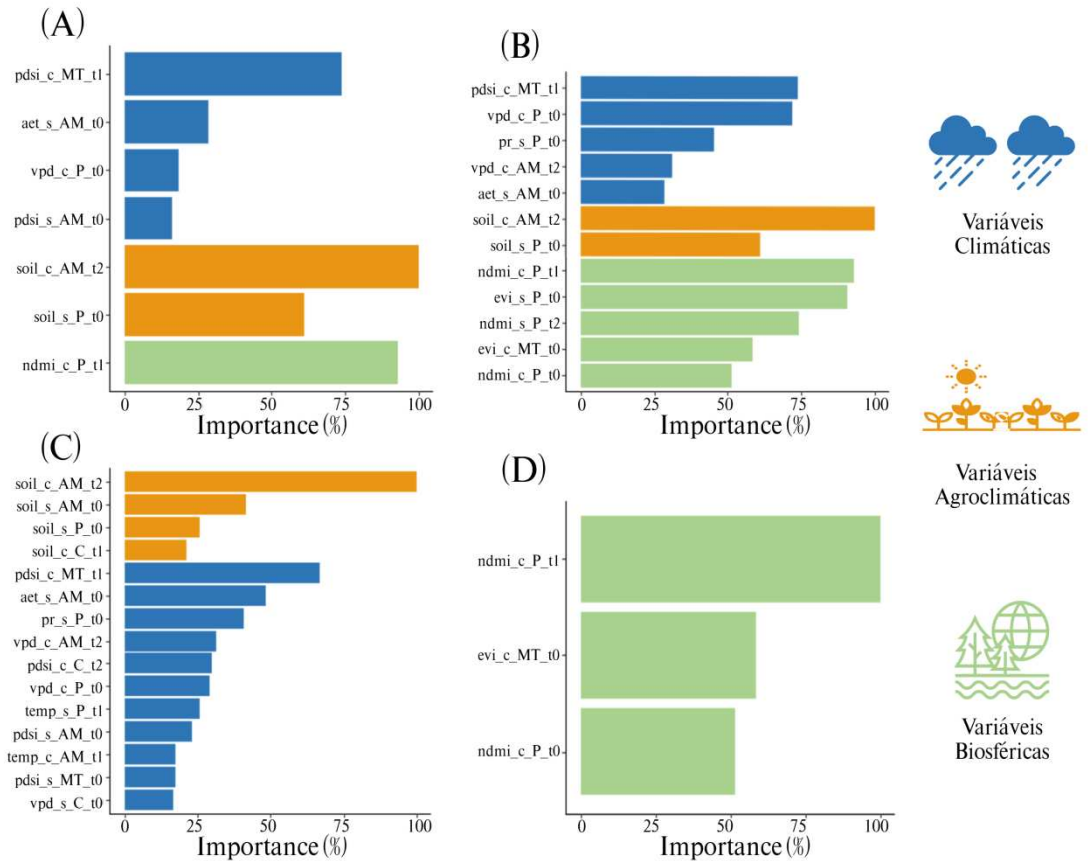 (A)
pdsi_c_MT_t1
aet_s_AM_t0
vpd_c_P_t0
pdsi_s_AM_t0
soil_c_AM_t2
soil_s_P_t0
ndmi_c_P_t1
0 25 50 75 100
Importance (%)
(B)
pdsi_c_MT_t1
vpd_c_P_t0
pr_s_P_t0
vpd_c_AM_t2
aet_s_AM_t0
soil_c_AM_t2
soil_s_P_t0
ndmi_c_P_t1
evi_s_P_t0
ndmi_s_P_t2
evi_c_MT_t0
ndmi_c_P_t0
0 25 50 75 100
Importance (%)
(C)
soil_c_AM_t2
soil_s_AM_t0
soil_s_P_t0
soil_c_C_t1
pdsi_c_MT_t1
aet_s_AM_t0
pr_s_P_t0
vpd_c_AM_t2
pdsi_c_C_t2
vpd_c_P_t0
temp_s_P_t1
pdsi_s_AM_t0
temp_c_AM_t1
pdsi_s_MT_t0
vpd_s_C_t0
0 25 50 75 100
Importance (%)
(D)
ndmi_c_P_t1
evi_c_MT_t0
ndmi_c_P_t0
0 25 50 75 100
Importance (%)
Variáveis
Climáticas
Variáveis
Agroclimáticas
Variáveis
Biosféricas